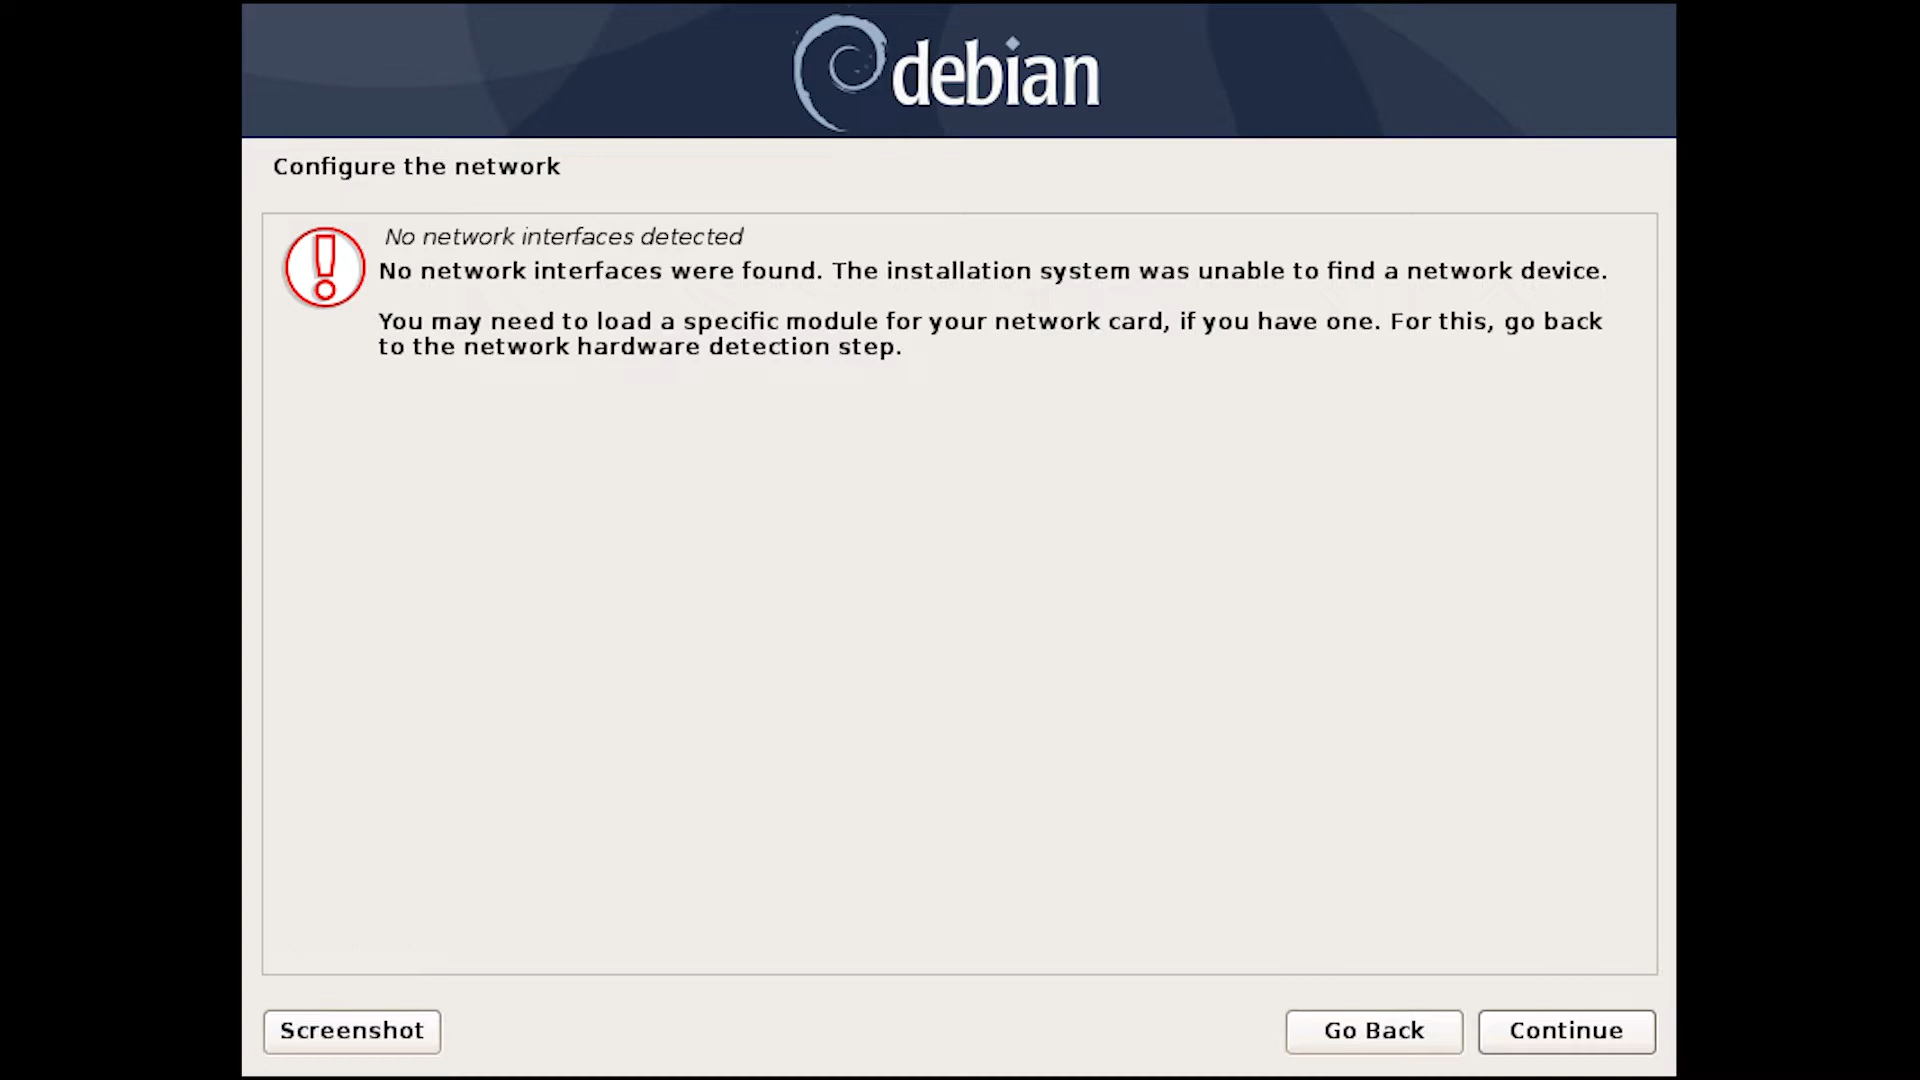 debian
Configure the network
No network interfaces detected
No network interfaces were found. The installation system was unable to find a network device.
You may need to load a specific module for your network card, if you have one. For this, go back
to the network hardware detection step.
Screenshot
Go Back
Continue